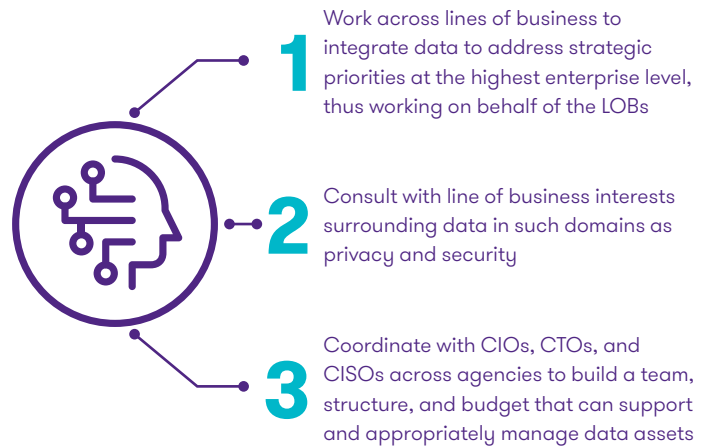 1
Work across lines of business to
integrate data to address strategic
priorities at the highest enterprise level,
thus working on behalf of the LOBs
2
Consult with line of business interests
surrounding data in such domains as
privacy and security
3
Coordinate with CIOs, CTOs, and
CISOs across agencies to build a team,
structure, and budget that can support
and appropriately manage data assets